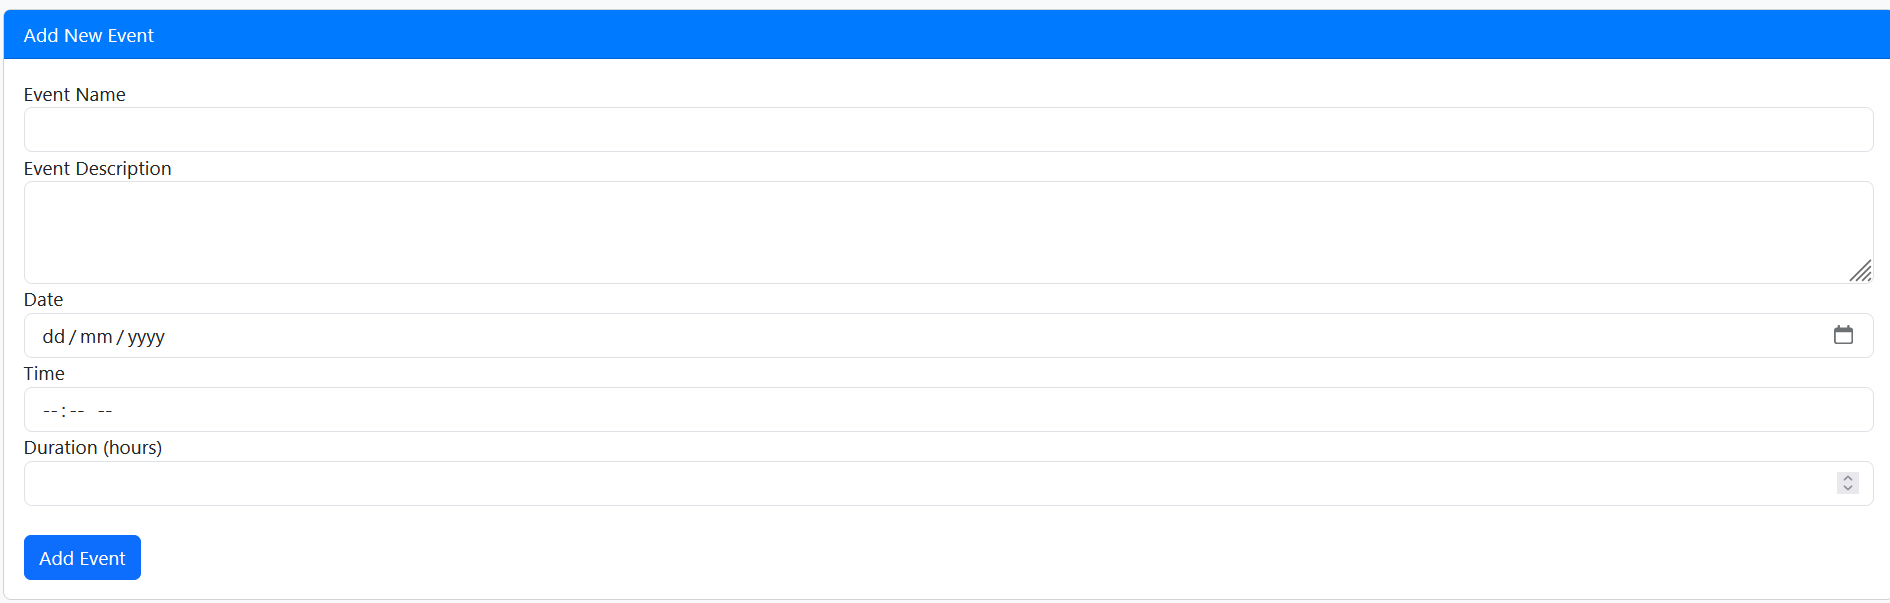 Add New Event
Event Name
Event Description
Date
dd/mm/yyyy
Time
--:-- --
Duration (hours)
Add Event